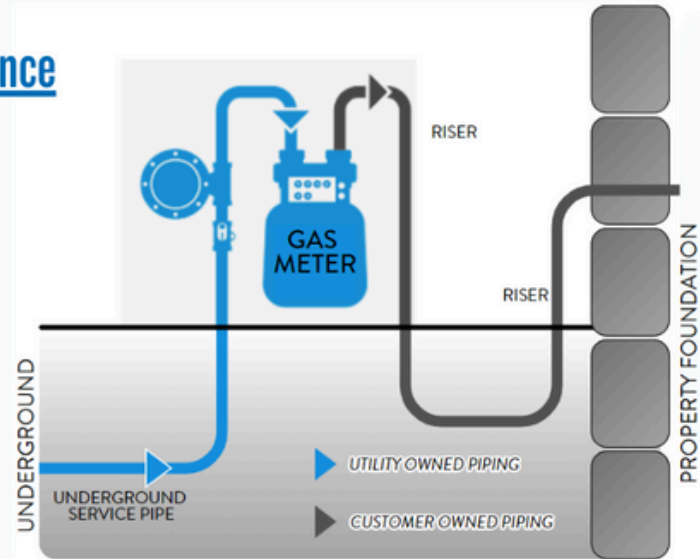 nce
RISER
GAS
METER
RISER
PROPERTY FOUNDATION
UNDERGROUND
UNDERGROUND
SERVICE PIPE
UTILITY OWNED PIPING
CUSTOMER OWNED PIPING